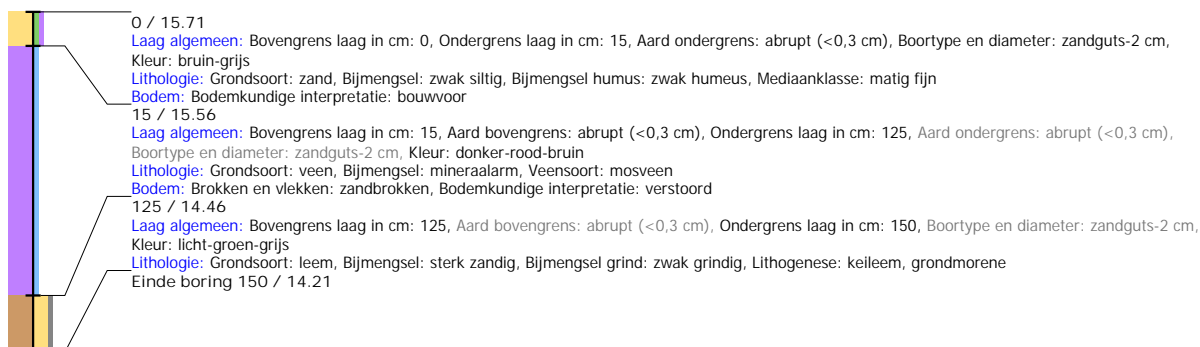 0 / 15.71
Laag algemeen: Bovengrens laag in cm: 0, Ondergrens laag in cm: 15, Aard ondergrens: abrupt (<0,3 cm), Boortype en diameter: zandguts-2 cm,
Kleur: bruin-grijs
Lithologie: Grondsoort: zand, Bijmengsel: zwak siltig, Bijmengsel humus: zwak humeus, Mediaanklasse: matig fijn
Bodem: Bodemkundige interpretatie: bouwvoor
15 / 15.56
Laag algemeen: Bovengrens laag in cm: 15, Aard bovengrens: abrupt (<0,3 cm), Ondergrens laag in cm: 125, Aard ondergrens: abrupt (<0,3 cm),
Boortype en diameter: zandguts-2 cm, Kleur: donker-rood-bruin
Lithologie: Grondsoort: veen, Bijmengsel: mineraalarm, Veensoort: mosveen
Bodem: Brokken en vlekken: zandbrokken, Bodemkundige interpretatie: verstoord
125 / 14.46
Laag algemeen: Bovengrens laag in cm: 125, Aard bovengrens: abrupt (<0,3 cm), Ondergrens laag in cm: 150, Boortype en diameter: zandguts-2 cm,
Kleur: licht-groen-grijs
Lithologie: Grondsoort: leem, Bijmengsel: sterk zandig, Bijmengsel grind: zwak grindig, Lithogenese: keileem, grondmorene
Einde boring 150 / 14.21